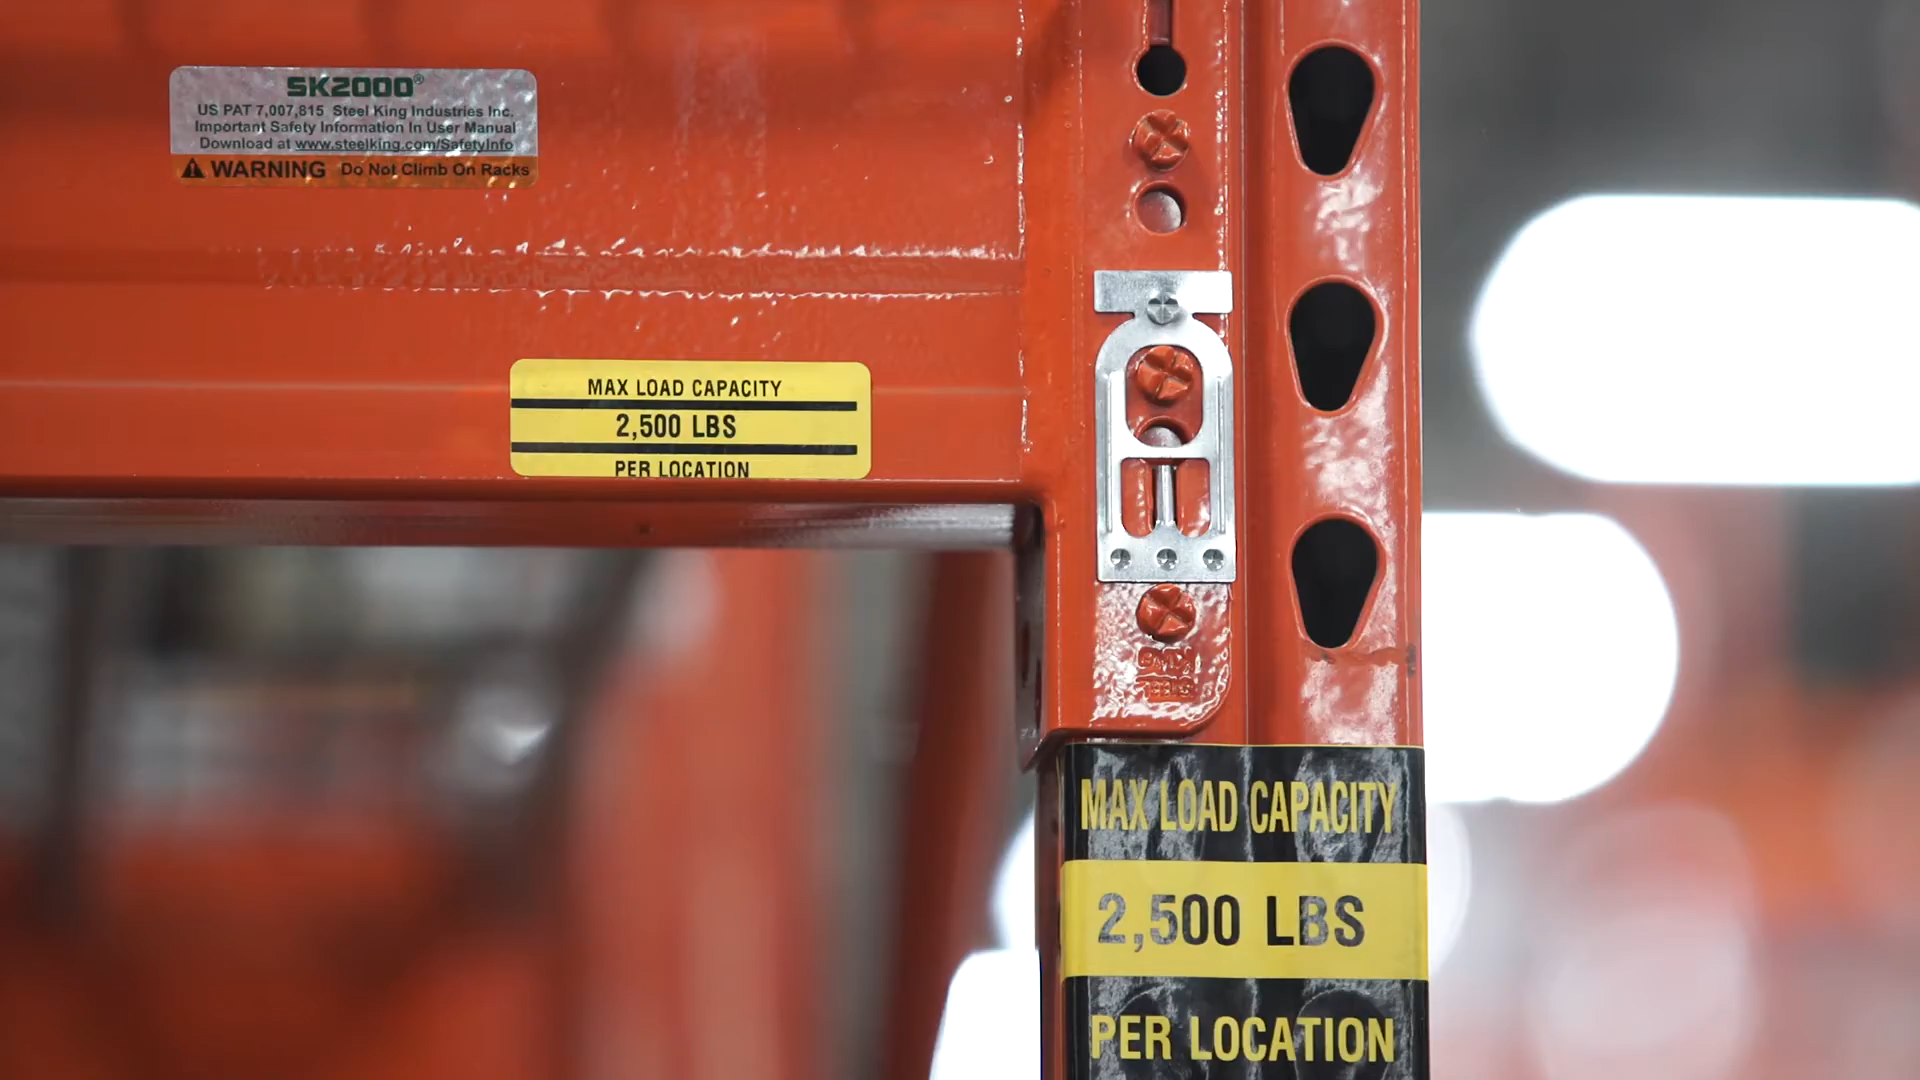 SK2000®
US PAT 7,007,815 Steel King Industries Inc.
Important Safety Information In User Manual
Download at www.steelking.com/SafetyInfo
WARNING Do Not Climb On Racks
MAX LOAD CAPACITY
2,500 LBS
PER LOCATION
MAX LOAD CAPACITY
2,500 LBS
PER LOCATION